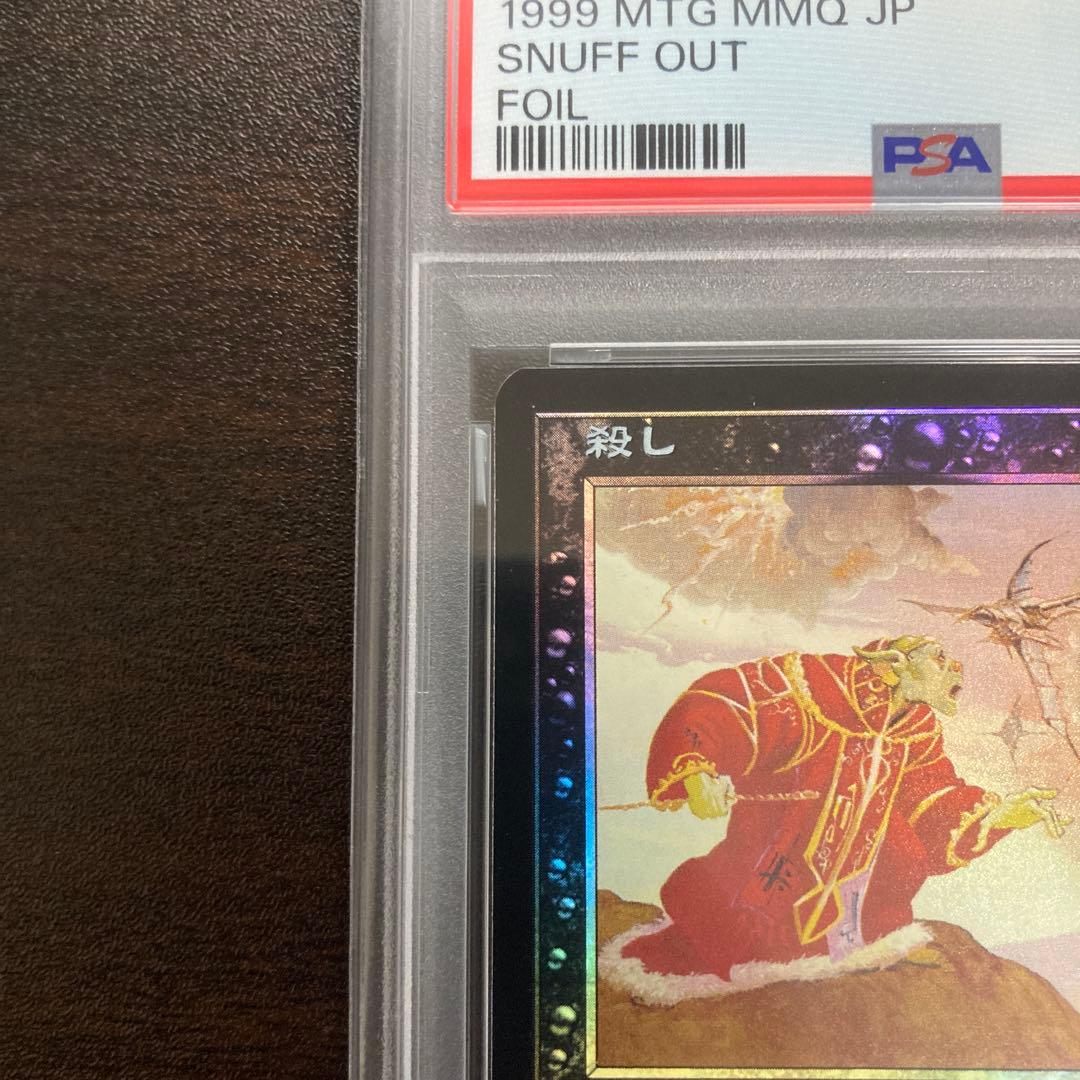 1999 MTG MMQ JP
SNUFF OUT
FOIL
PSA
殺し